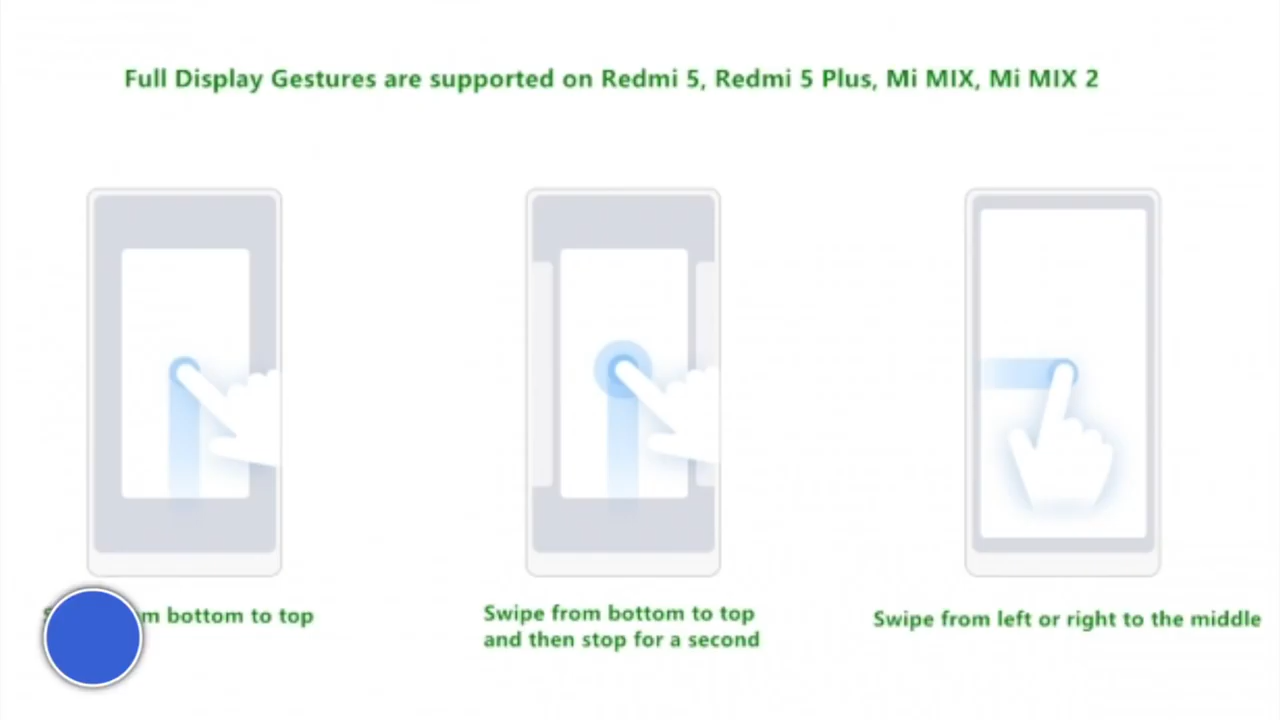 Full Display Gestures are supported on Redmi 5, Redmi 5 Plus, Mi MIX, Mi MIX 2
bottom to top
Swipe from bottom to top
and then stop for a second
Swipe from left or right to the middle